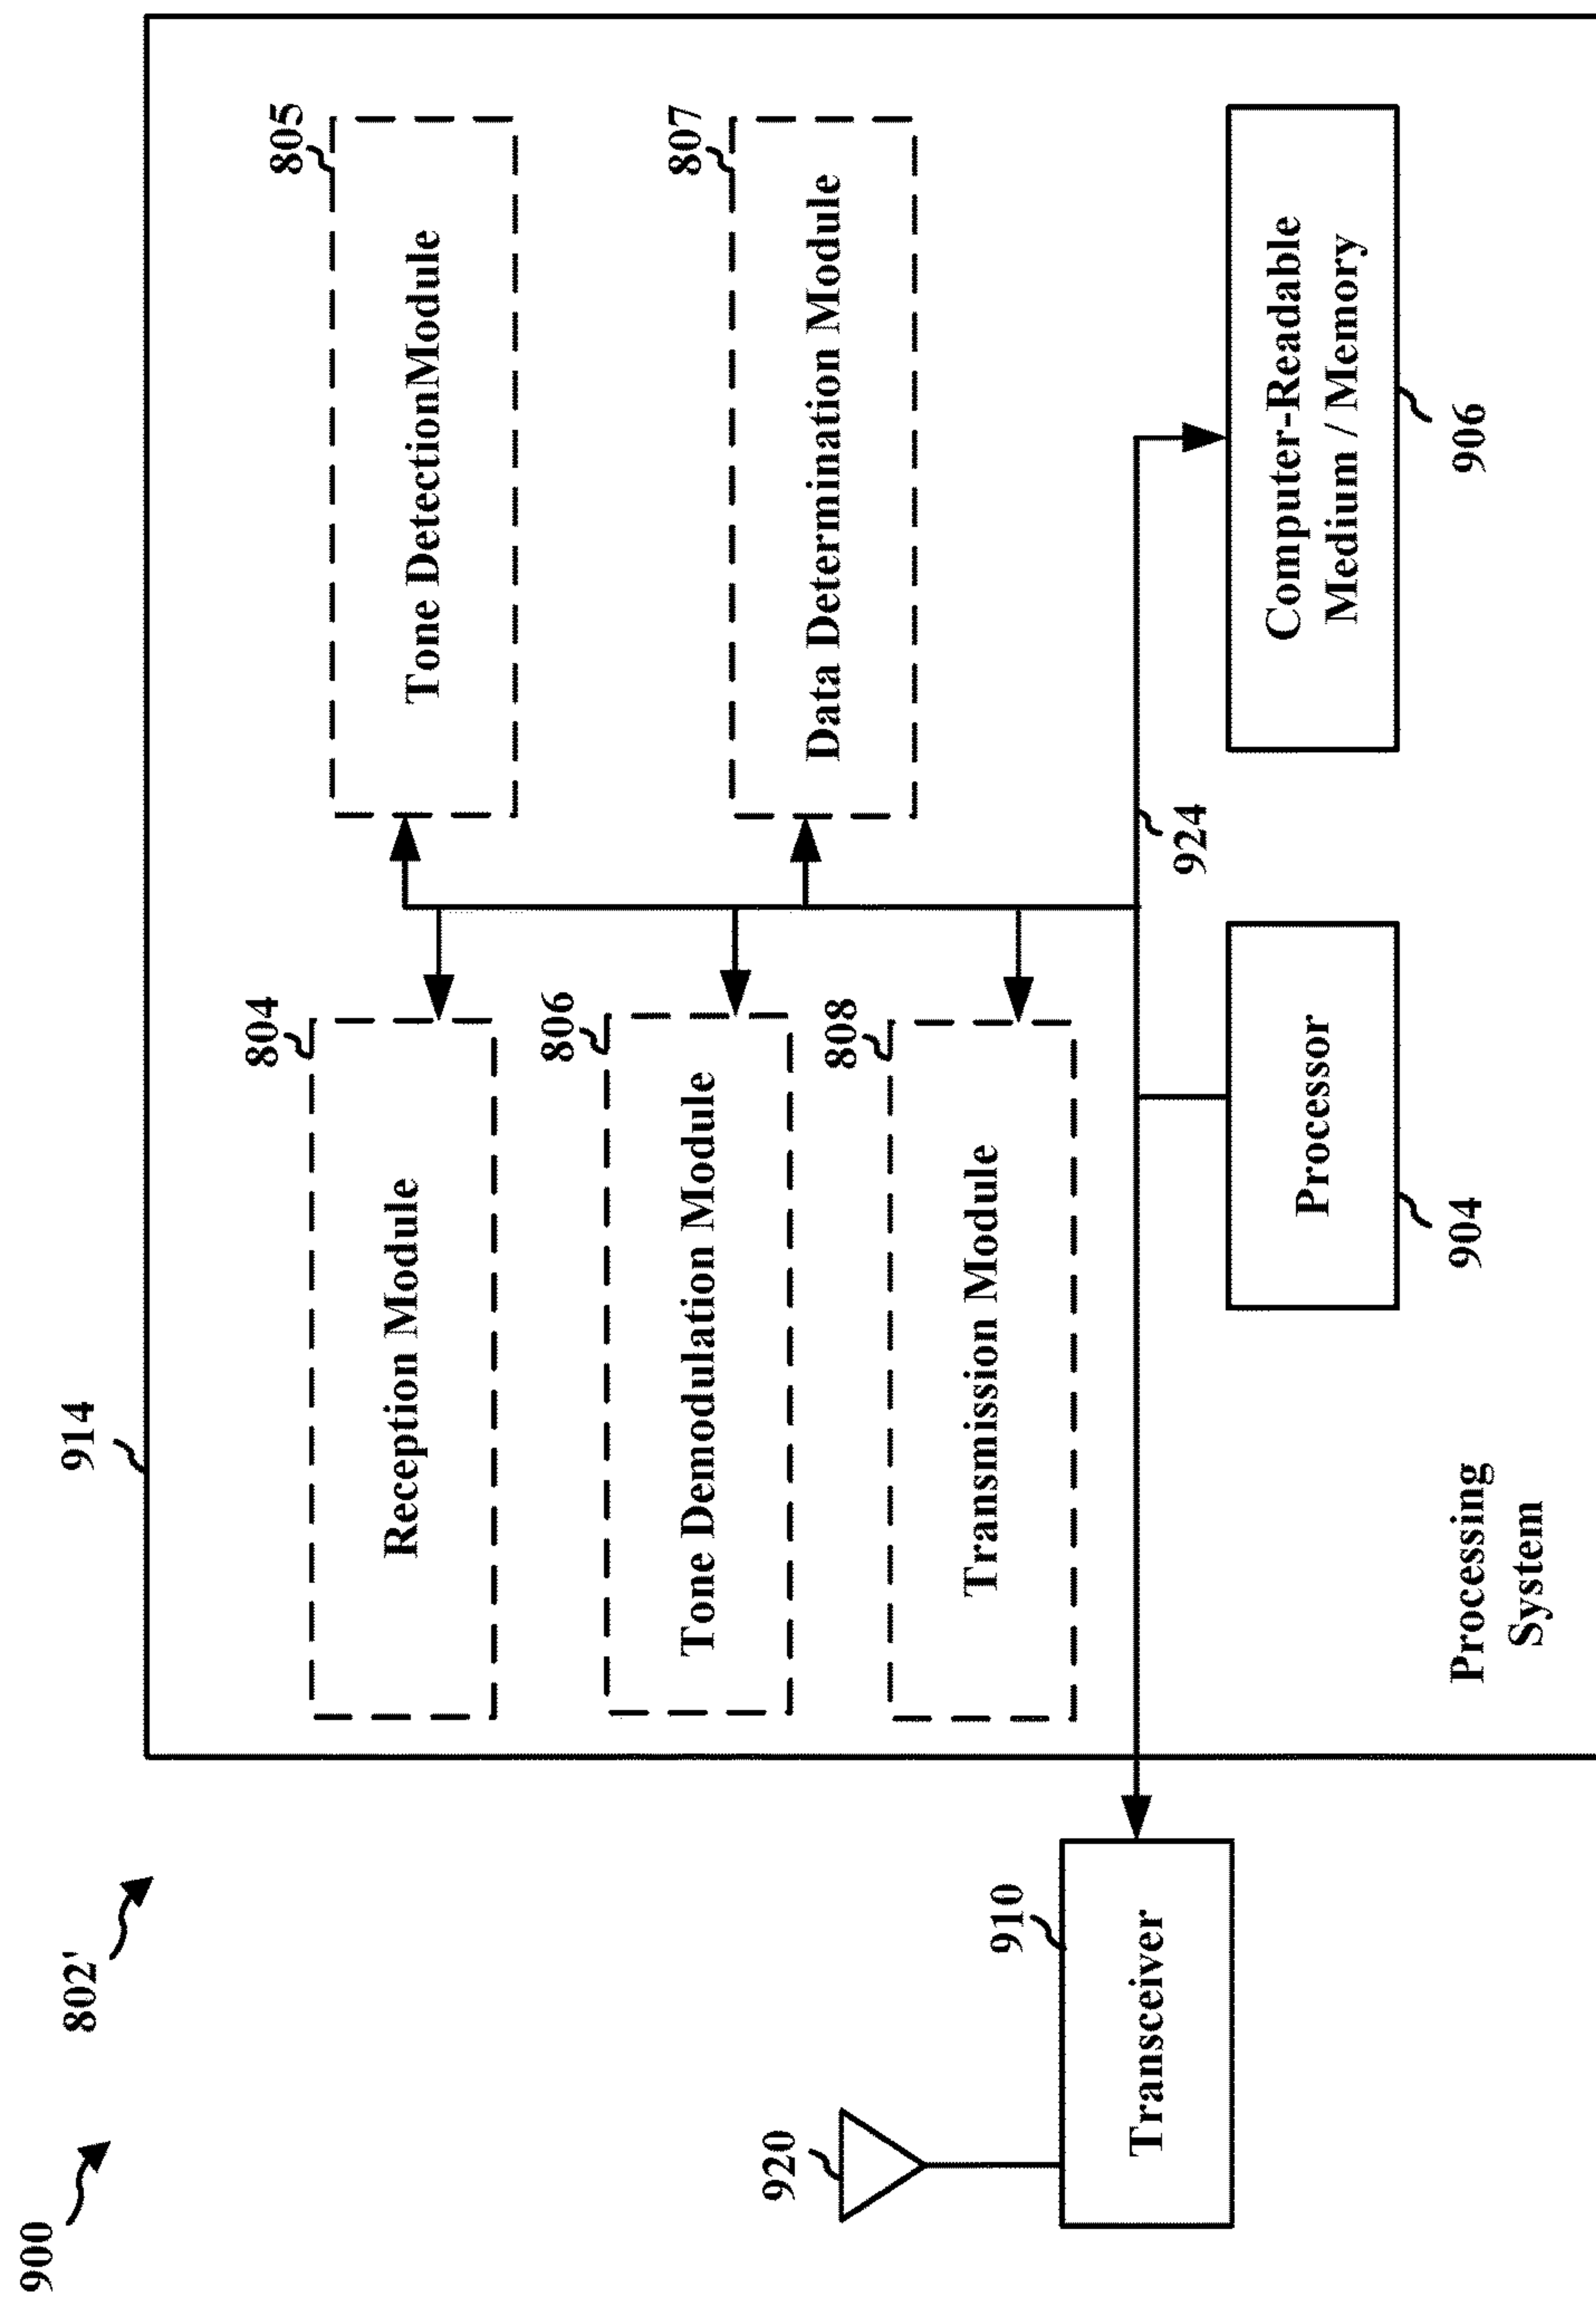 900
802'
914
804
Reception Module
805
Tone DetectionModule
806
Tone Demodulation Module
807
Data Determination Module
808
Transmission Module
920
910
Transceiver
924
Processor
904
Computer-Readable
Medium / Memory
906
Processing
System